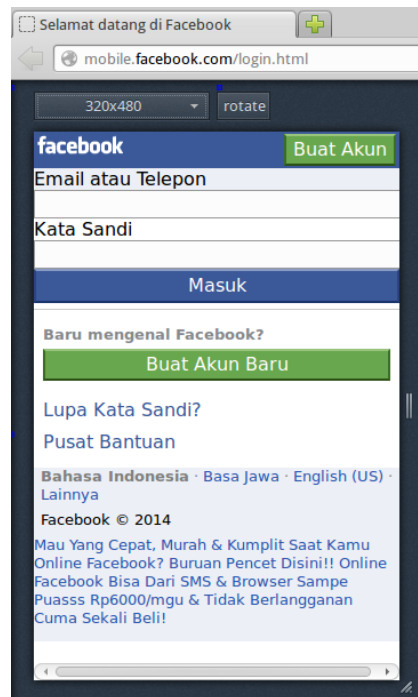 Selamat datang di Facebook
mobile.facebook.com/login.html
320x480
rotate
facebook
Buat Akun
Email atau Telepon
Kata Sandi
Masuk
Baru mengenal Facebook?
Buat Akun Baru
Lupa Kata Sandi?
Pusat Bantuan
Bahasa Indonesia · Basa Jawa · English (US) ·
Lainnya
Facebook © 2014
Mau Yang Cepat, Murah & Kumplit Saat Kamu
Online Facebook? Buruan Pencet Disini!! Online
Facebook Bisa Dari SMS & Browser Sampe
Puasss Rp6000/mgu & Tidak Berlangganan
Cuma Sekali Beli!